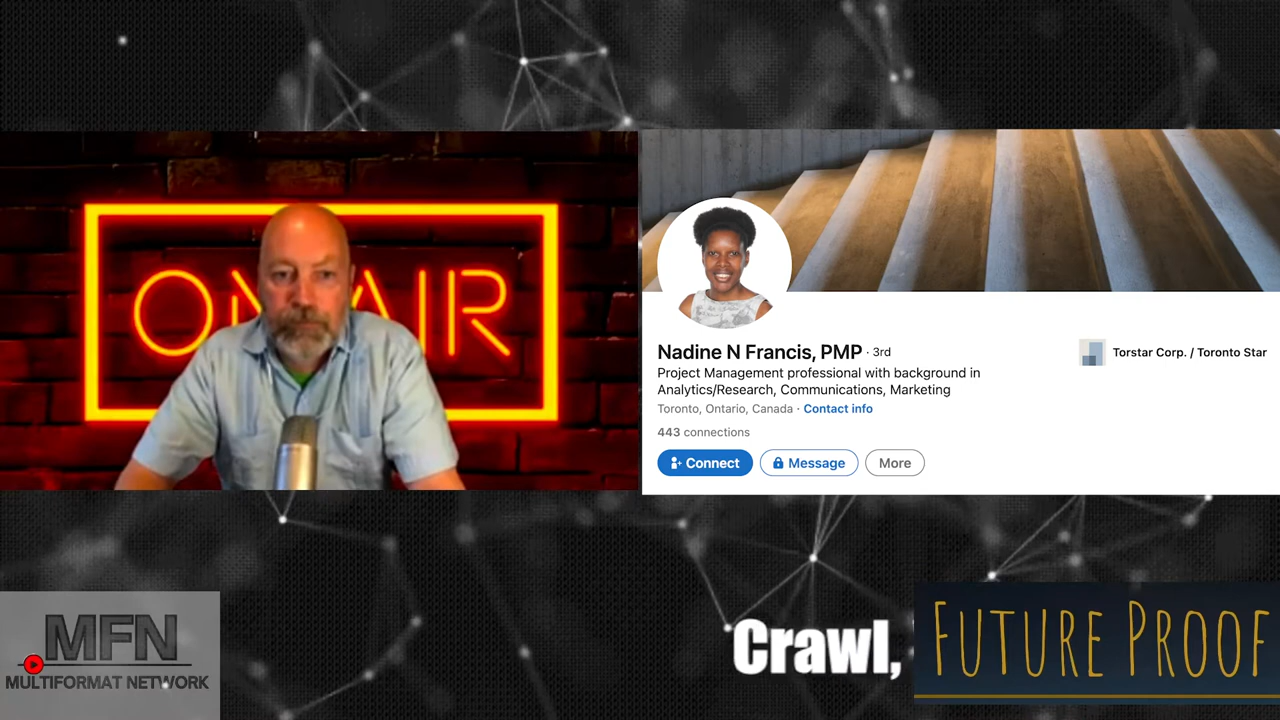 ON AIR
Nadine N Francis, PMP · 3rd
Torstar Corp. / Toronto Star
Project Management professional with background in
Analytics/Research, Communications, Marketing
Toronto, Ontario, Canada · Contact info
443 connections
Connect
Message
More
MFN
MULTIFORMAT NETWORK
Crawl,
FUTURE PROOF